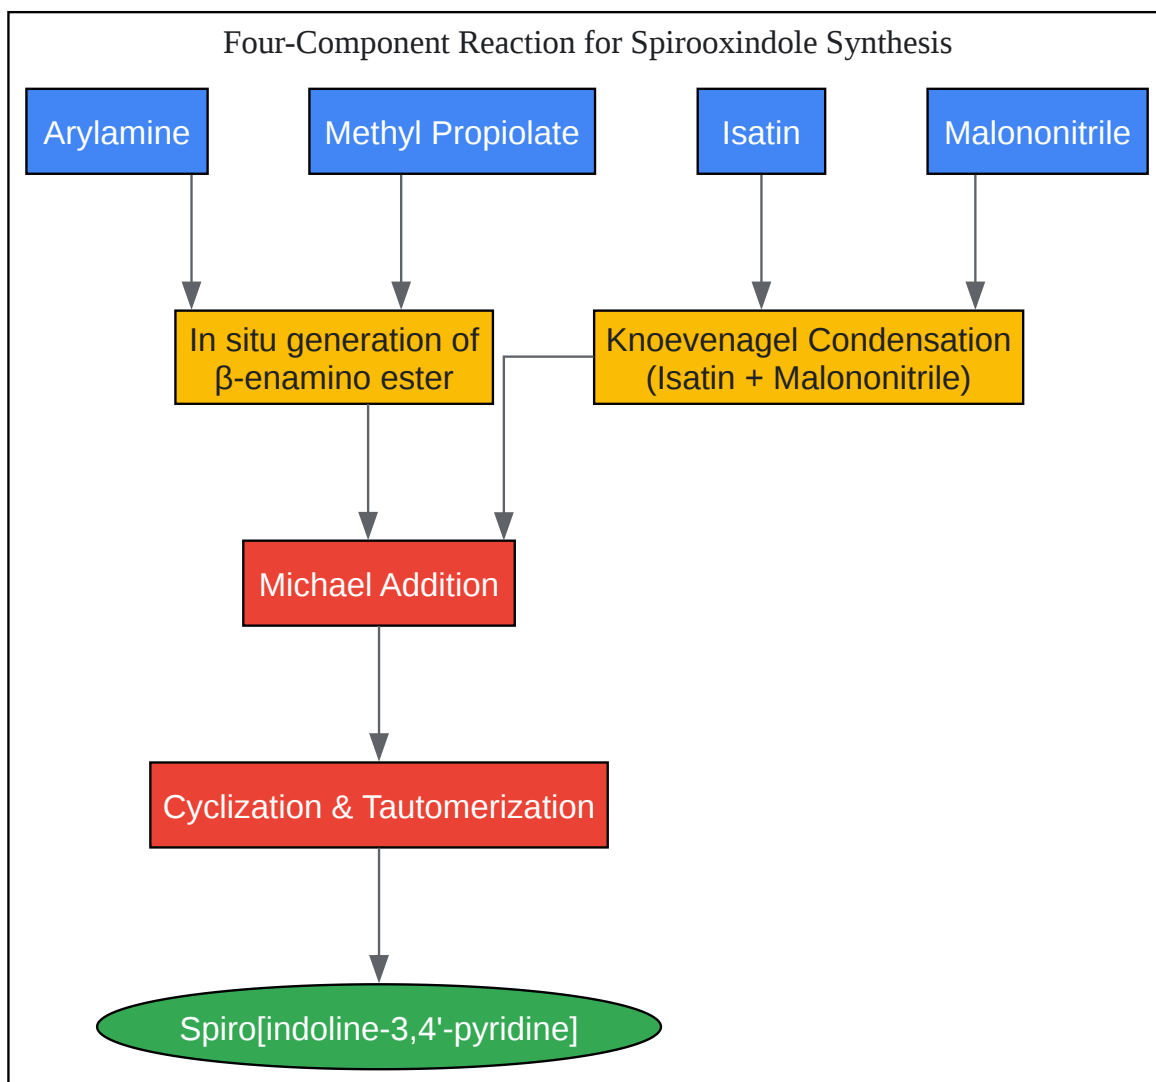 Four-Component Reaction for Spirooxindole Synthesis
Arylamine
Methyl Propiolate
Isatin
Malononitrile
In situ generation of
β-enamino ester
Knoevenagel Condensation
(Isatin + Malononitrile)
Michael Addition
Cyclization & Tautomerization
Spiro[indoline-3,4'-pyridine]